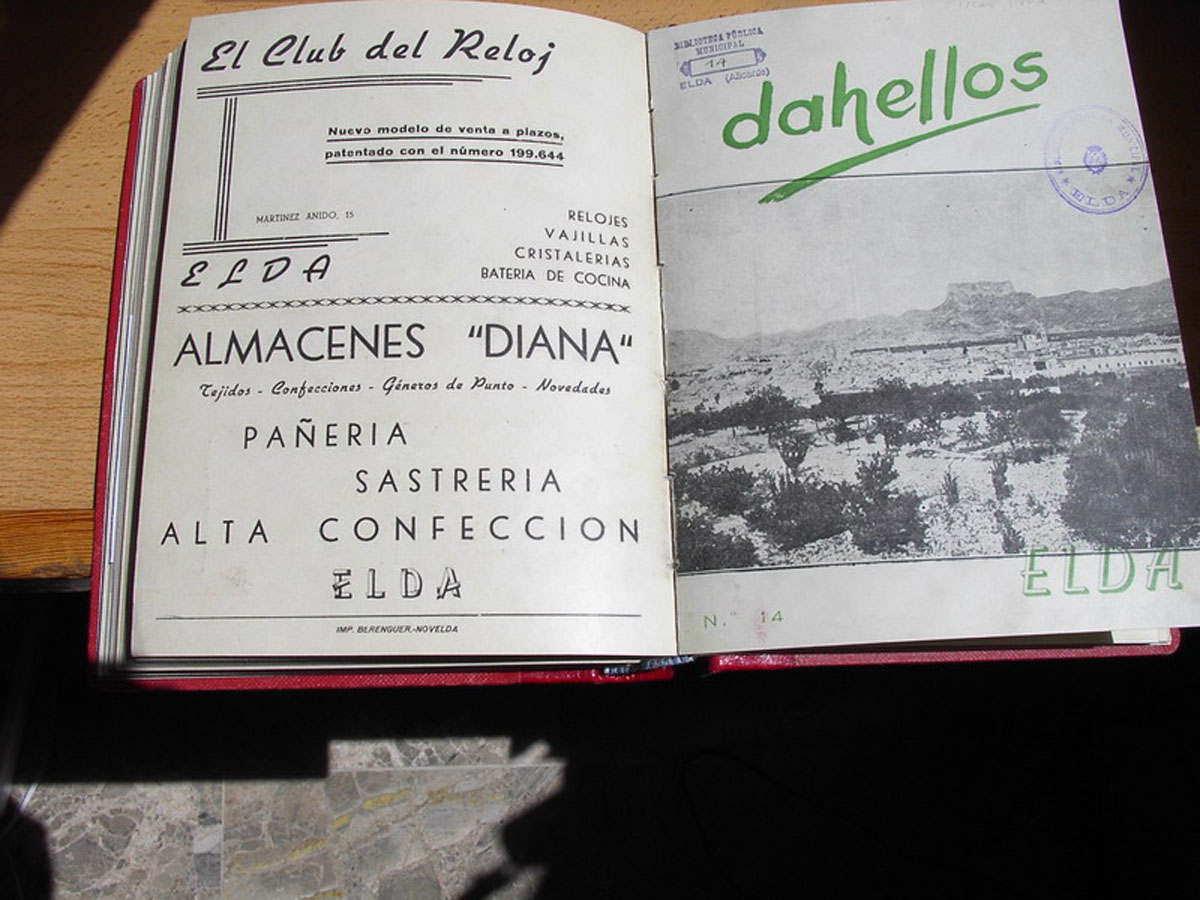 El Club del Reloj
Nuevo modelo de venta a plazos,
patentado con el número 199.644
MARTINEZ ANIDO, 15
RELOJES
VAJILLAS
CRISTALERIAS
BATERIA DE COCINA
ELDA
ALMACENES "DIANA"
Tejidos - Confecciones - Géneros de Punto - Novedades
PAÑERIA
SASTRERIA
ALTA CONFECCION
ELDA
IMP. BERENGUER.-NOVELDA
BIBLIOTECA PÚBLICA
MUNICIPAL
14
ELDA (Alicante)
dahellos
ELDA
ELDA
N.° 14